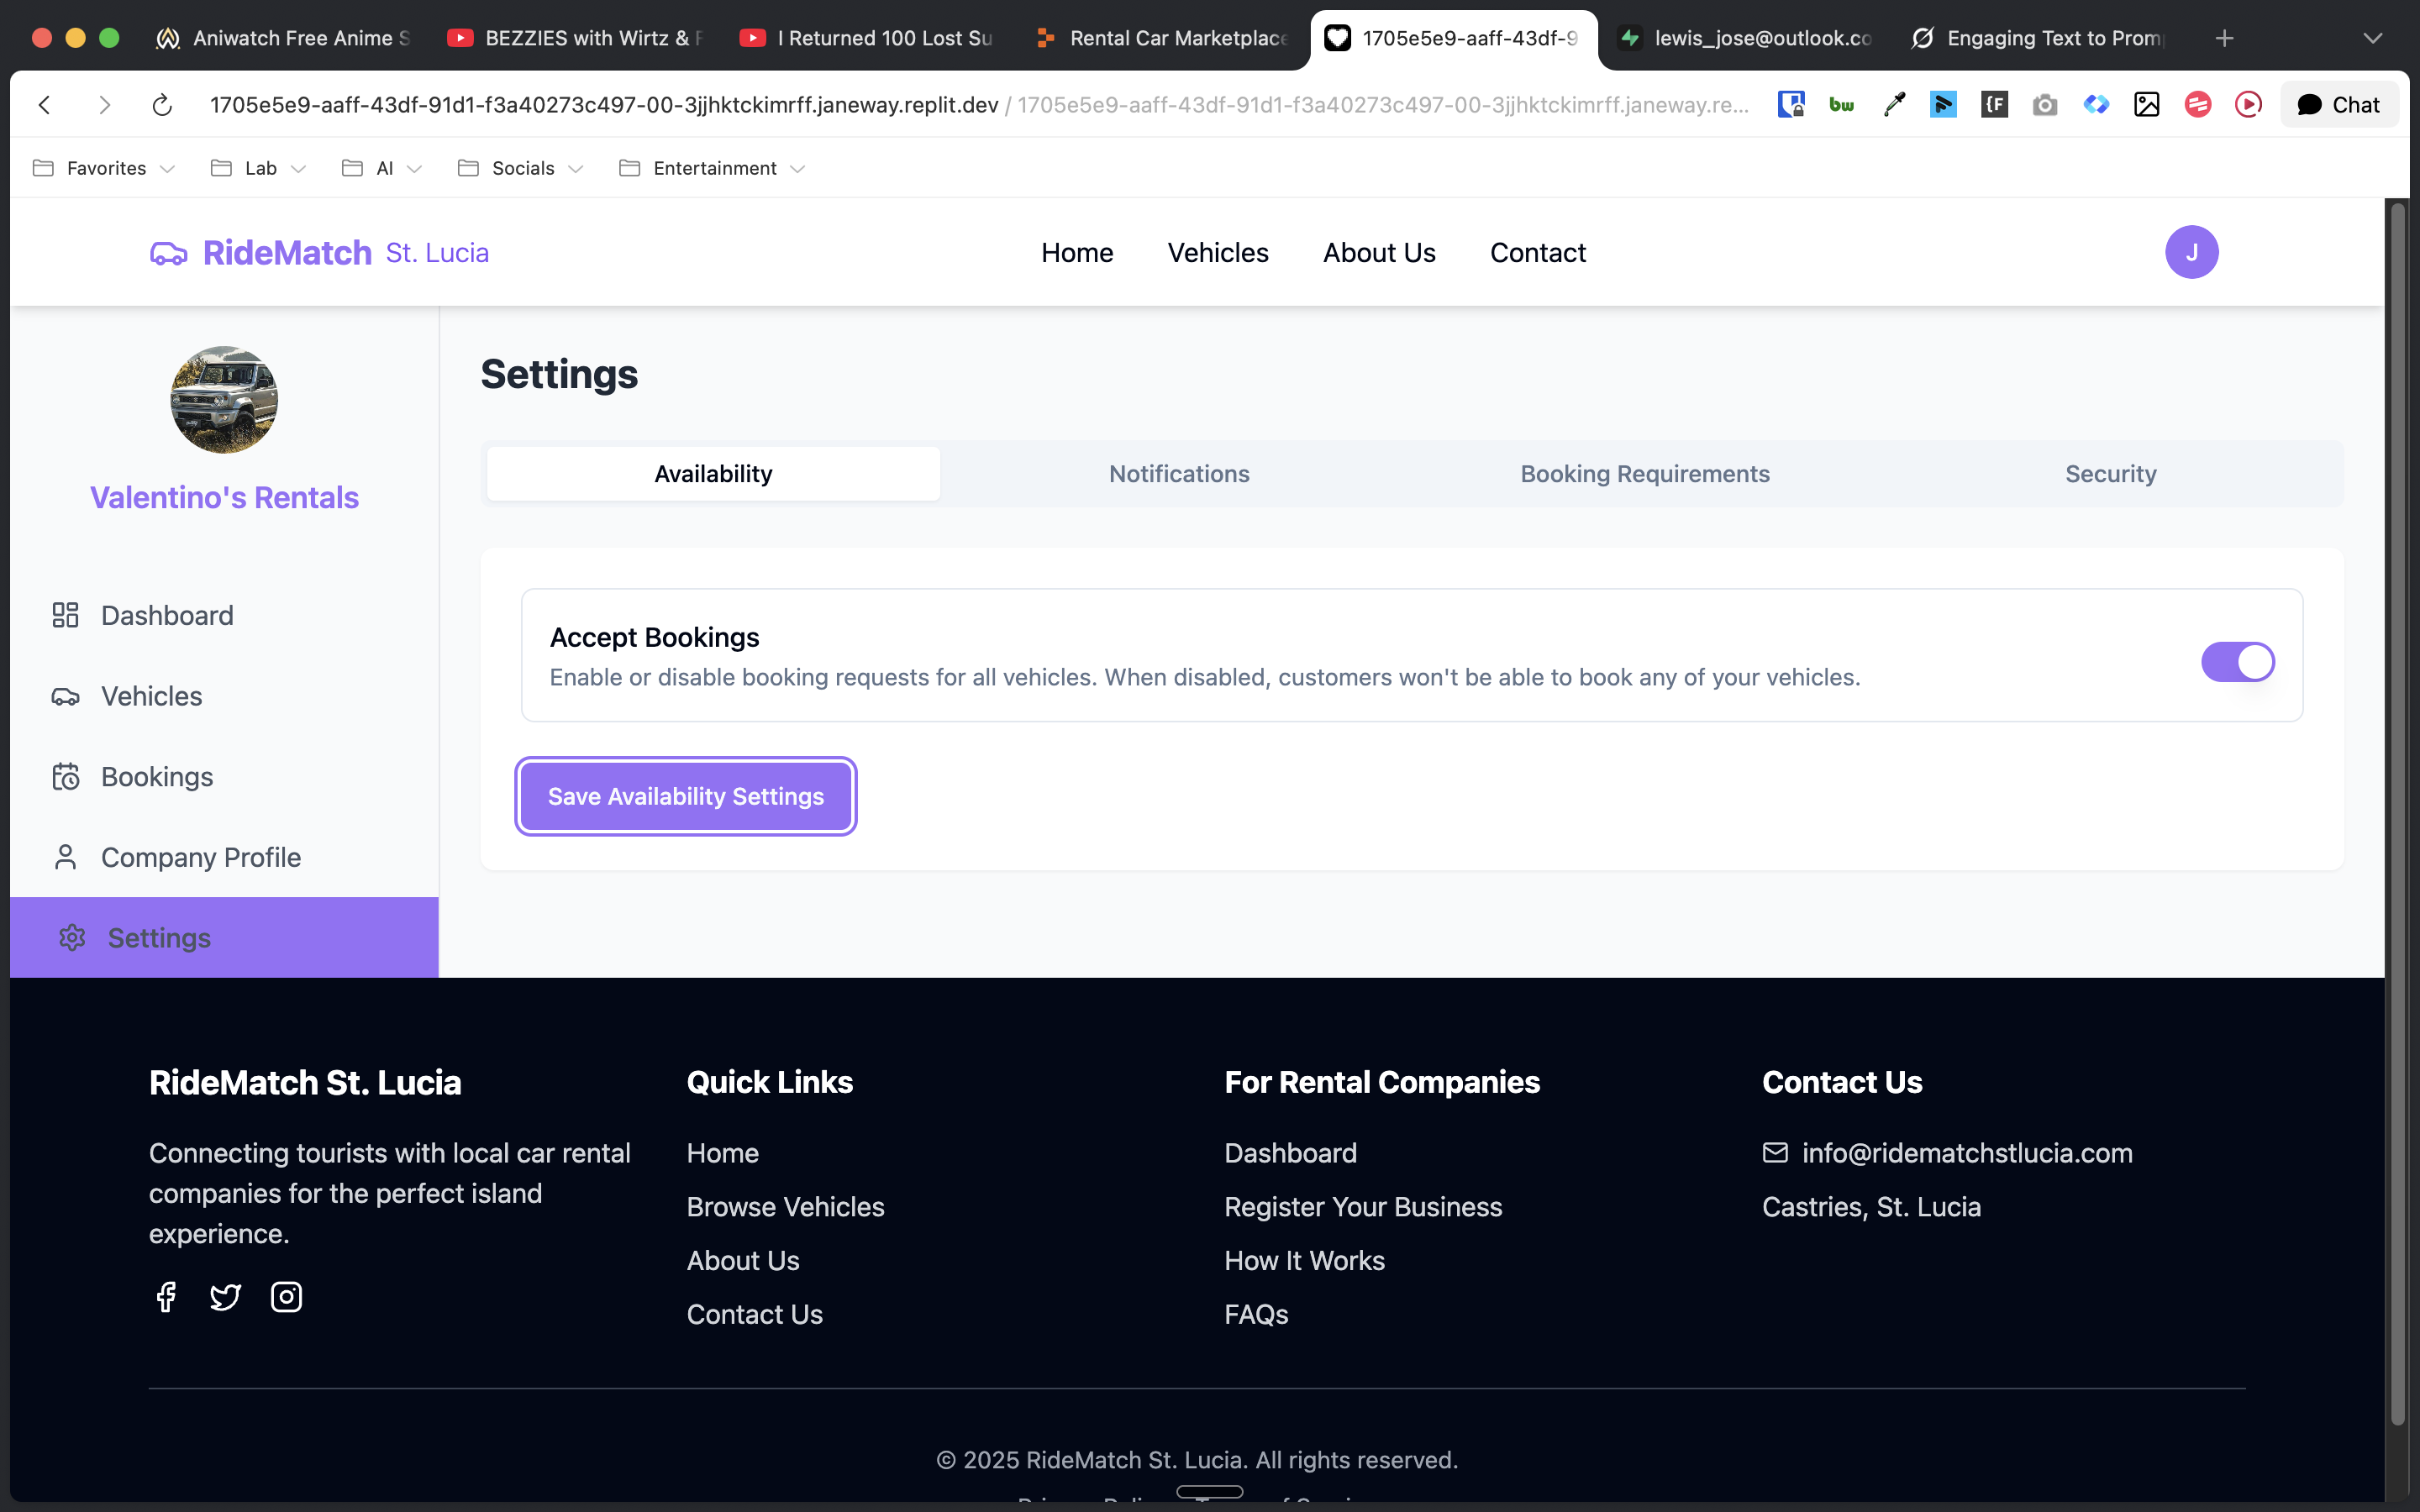 Aniwatch Free Anime S
BEZZIES with Wirtz &
I Returned 100 Lost Su
Rental Car Marketplace
1705e5e9-aaff-43df-9
lewis_jose@outlook.co
Engaging Text to Prom
1705e5e9-aaff-43df-91d1-f3a40273c497-00-3jjhktckimrff.janeway.replit.dev / 1705e5e9-aaff-43df-91d1-f3a40273c497-00-3jjhktckimrff.janeway.re...
bw
{F
Chat
Favorites
Lab
AI
Socials
Entertainment
RideMatch St. Lucia
Home
Vehicles
About Us
Contact
J
Valentino's Rentals
Dashboard
Vehicles
Bookings
Company Profile
Settings
Settings
Availability
Notifications
Booking Requirements
Security
Accept Bookings
Enable or disable booking requests for all vehicles. When disabled, customers won't be able to book any of your vehicles.
Save Availability Settings
RideMatch St. Lucia
Connecting tourists with local car rental
companies for the perfect island
experience.
Quick Links
Home
Browse Vehicles
About Us
Contact Us
For Rental Companies
Dashboard
Register Your Business
How It Works
FAQs
Contact Us
info@ridematchstlucia.com
Castries, St. Lucia
© 2025 RideMatch St. Lucia. All rights reserved.